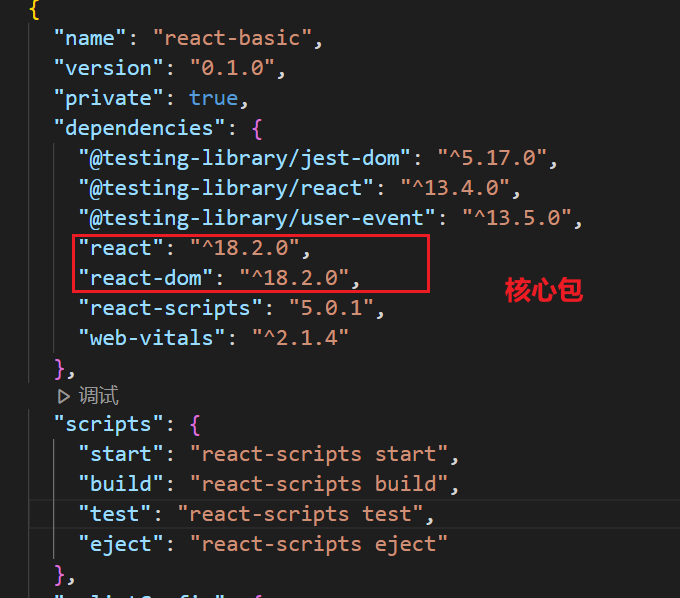 {
"name": "react-basic",
"version": "0.1.0",
"private": true,
"dependencies": {
"@testing-library/jest-dom": "^5.17.0",
"@testing-library/react": "^13.4.0",
"@testing-library/user-event": "^13.5.0",
"react": "^18.2.0",
"react-dom": "^18.2.0",
核心包
"react-scripts": "5.0.1",
"web-vitals": "^2.1.4"
},
调试
"scripts": {
"start": "react-scripts start",
"build": "react-scripts build",
"test": "react-scripts test",
"eject": "react-scripts eject"
},